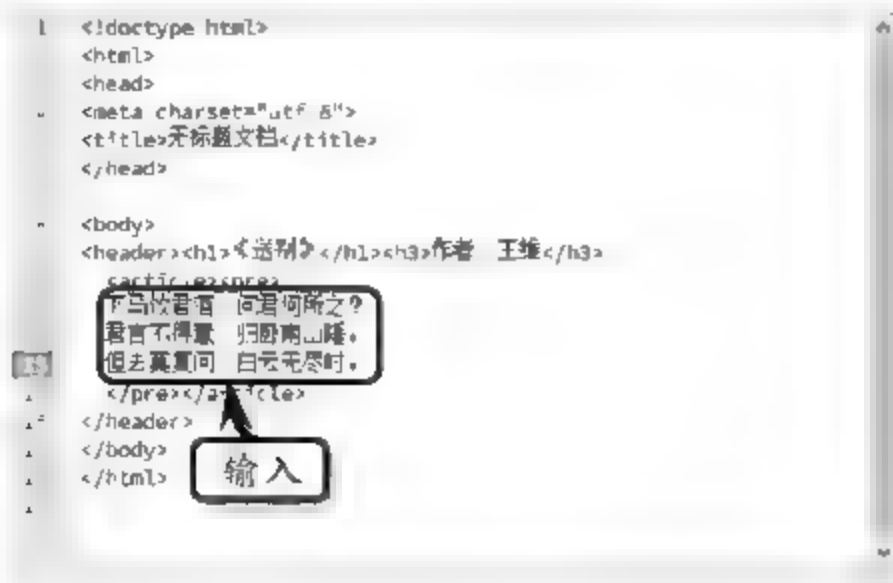 1
<!doctype html>
<html>
<head>
<meta charset="utf-8">
<title>无标题文档</title>
</head>
<body>
<header><h1>《送别》</h1><h3>作者 王维</h3>
<article><pre>
下马饮君酒 问君何所之?
君言不得意 归卧南山陲。
但去莫复问 白云无尽时。
</pre></article>
</header>
</body>
</html>
输入